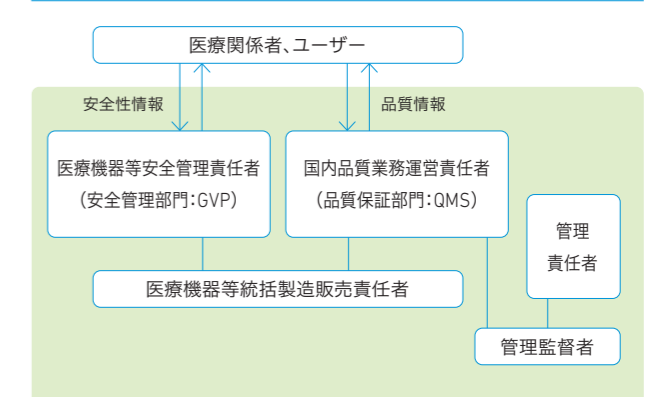 医療関係者、ユーザー
安全性情報
品質情報
医療機器等安全管理責任者
（安全管理部門：GVP）
国内品質業務運営責任者
（品質保証部門：QMS）
管理
責任者
医療機器等統括製造販売責任者
管理監督者